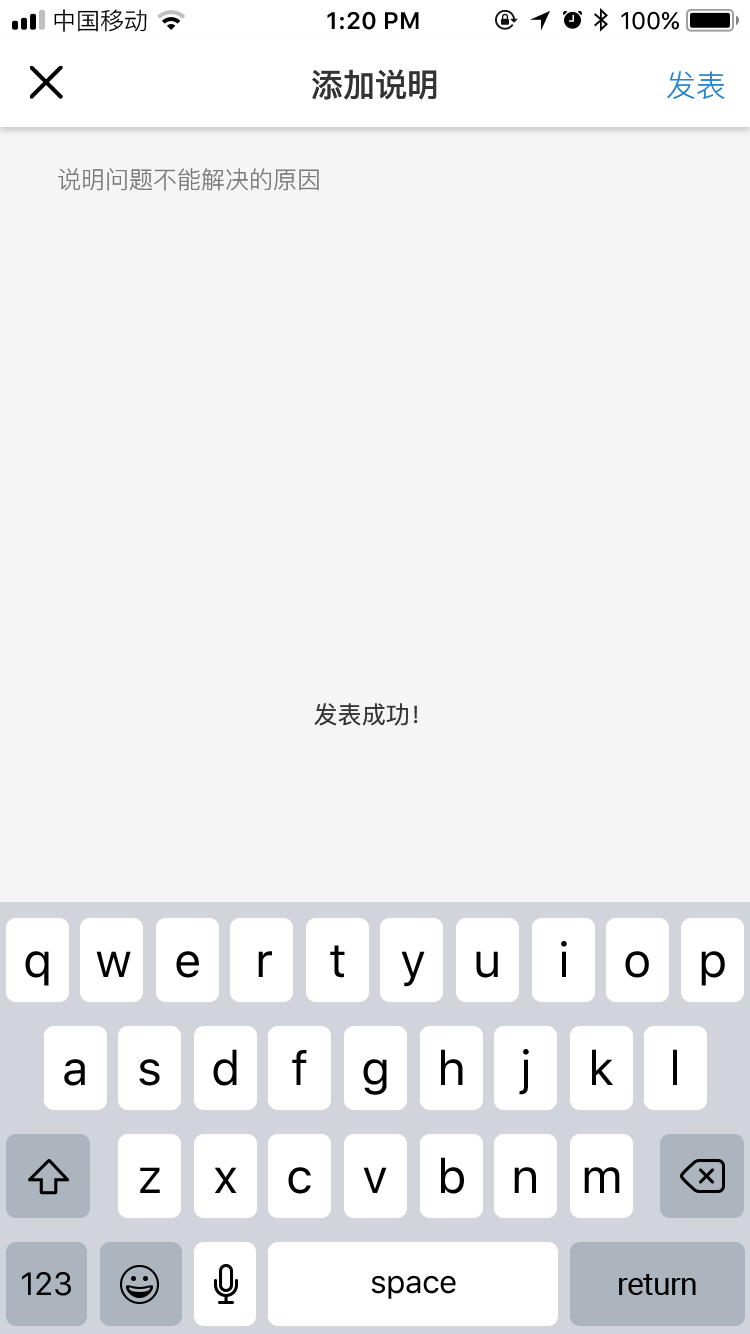 中国移动 1:20 PM 100%
添加说明 发表
说明问题不能解决的原因
发表成功!
q w e r t y u i o p
a s d f g h j k l
z x c v b n m
123 space return